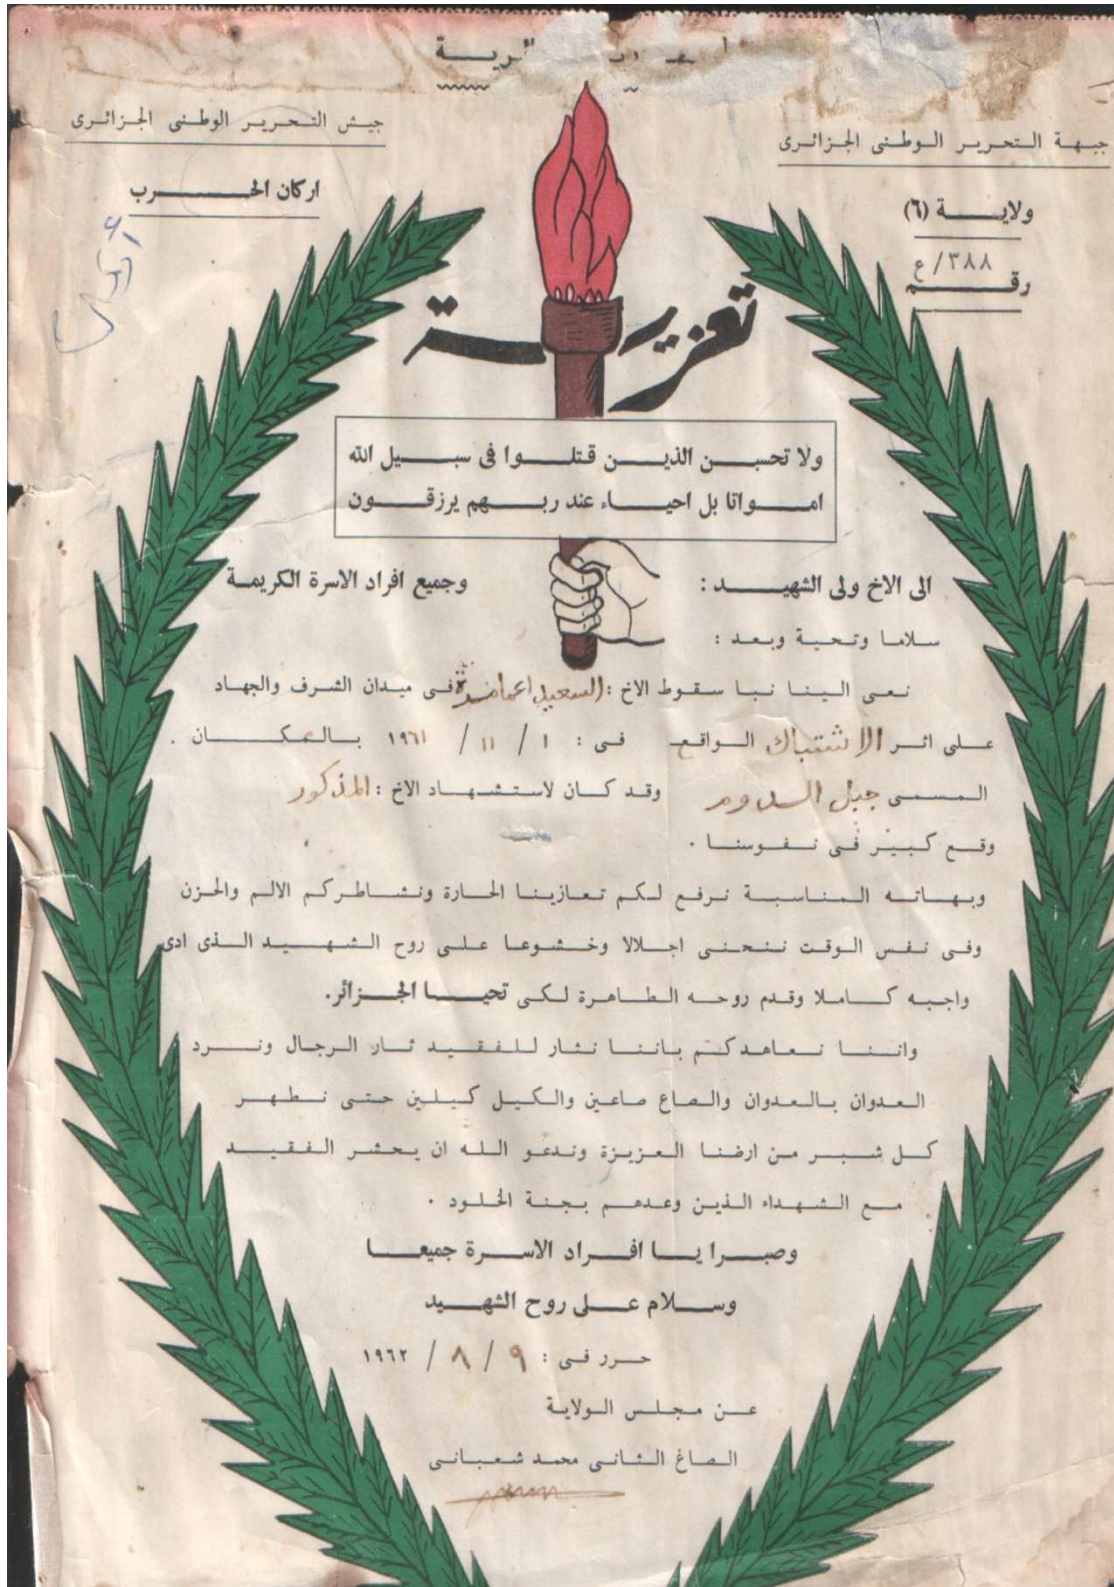 جبهة التحرير الوطنى الجزائرى
جيش التحرير الوطنى الجزائرى
ولاية (٦)
اركان الحرب
رقم ٣٨٨/ع
تعزية
ولا تحسبن الذين قتلوا فى سبيل الله
امواتا بل احياء عند ربهم يرزقون
الى الاخ ولى الشهيد : وجميع افراد الاسرة الكريمة
سلاما وتحية وبعد :
نعى الينا نبا سقوط الاخ : السعيد فى ميدان الشرف والجهاد
على اثر الاشتباك الواقع فى : ١ / ١١ / ١٩٦١ بالمكان .
المسمى جبل وقد كان لاستشهاد الاخ : المذكور
وقع كبير فى نفوسنا .
وبهاته المناسبة نرفع لكم تعازينا الحارة ونشاطركم الالم والحزن
وفى نفس الوقت ننحنى اجلالا وخشوعا على روح الشهيد الذى ادى
واجبه كاملا وقدم روحه الطاهرة لكى تحيا الجزائر.
واننا نعاهدكم باننا نثار للفقيد ثار الرجال ونرد
العدوان بالعدوان والصاع صاعين والكيل كيلين حتى نطهر
كل شبر من ارضنا العزيزة وندعو الله ان يحشر الفقيد
مع الشهداء الذين وعدهم بجنة الخلود .
وصبرا يا افراد الاسرة جميعا
وسلام على روح الشهيد
حرر فى : ٩ / ٨ / ١٩٦٢
عن مجلس الولاية
الصاغ الثانى محمد شعبانى